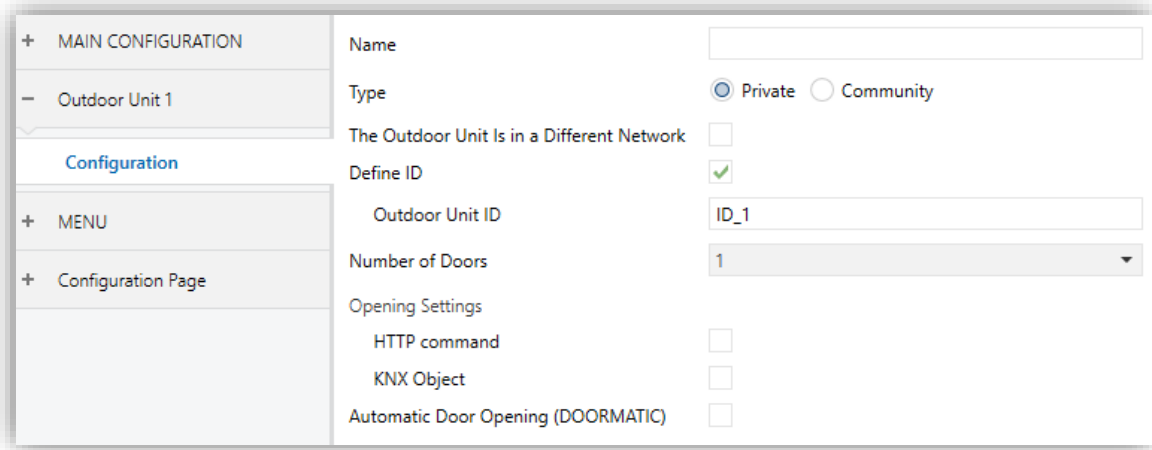 MAIN CONFIGURATION
Outdoor Unit 1
Configuration
MENU
Configuration Page
Name
Type
Private
Community
The Outdoor Unit Is in a Different Network
Define ID
Outdoor Unit ID
ID_1
Number of Doors
1
Opening Settings
HTTP command
KNX Object
Automatic Door Opening (DOORMATIC)